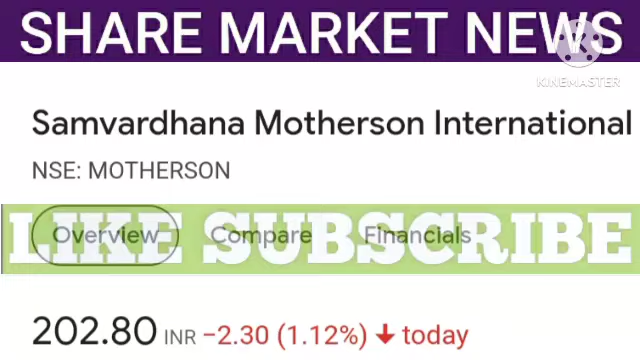 SHARE MARKET NEWS
KINEMASTER
Samvardhana Motherson International
NSE: MOTHERSON
LIKE SUBSCRIBE
Overview Compare Financials
202.80 INR −2.30 (1.12%) ↓ today